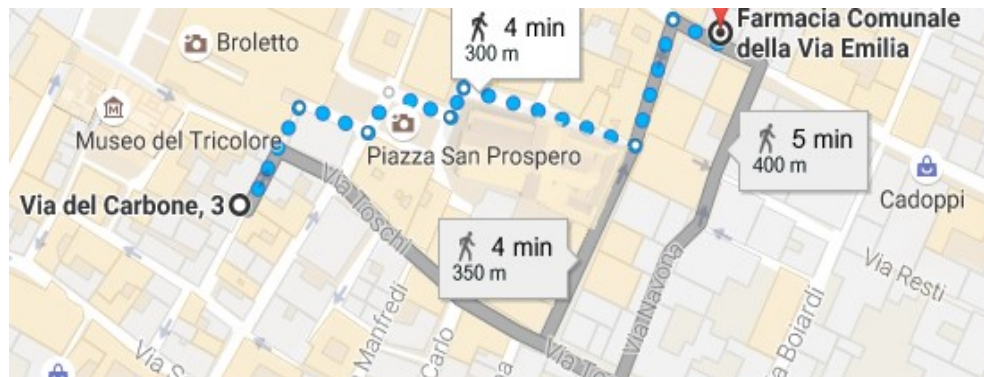 4 min
300 m
Farmacia Comunale
della Via Emilia
Broletto
M
Museo del Tricolore
Piazza San Prospero
5 min
400 m
Cadoppi
Via del Carbone, 3
Via Toschi
4 min
350 m
Via Resti
Via Navona
Manfredi
Carlo
Via
Via
Boiardi